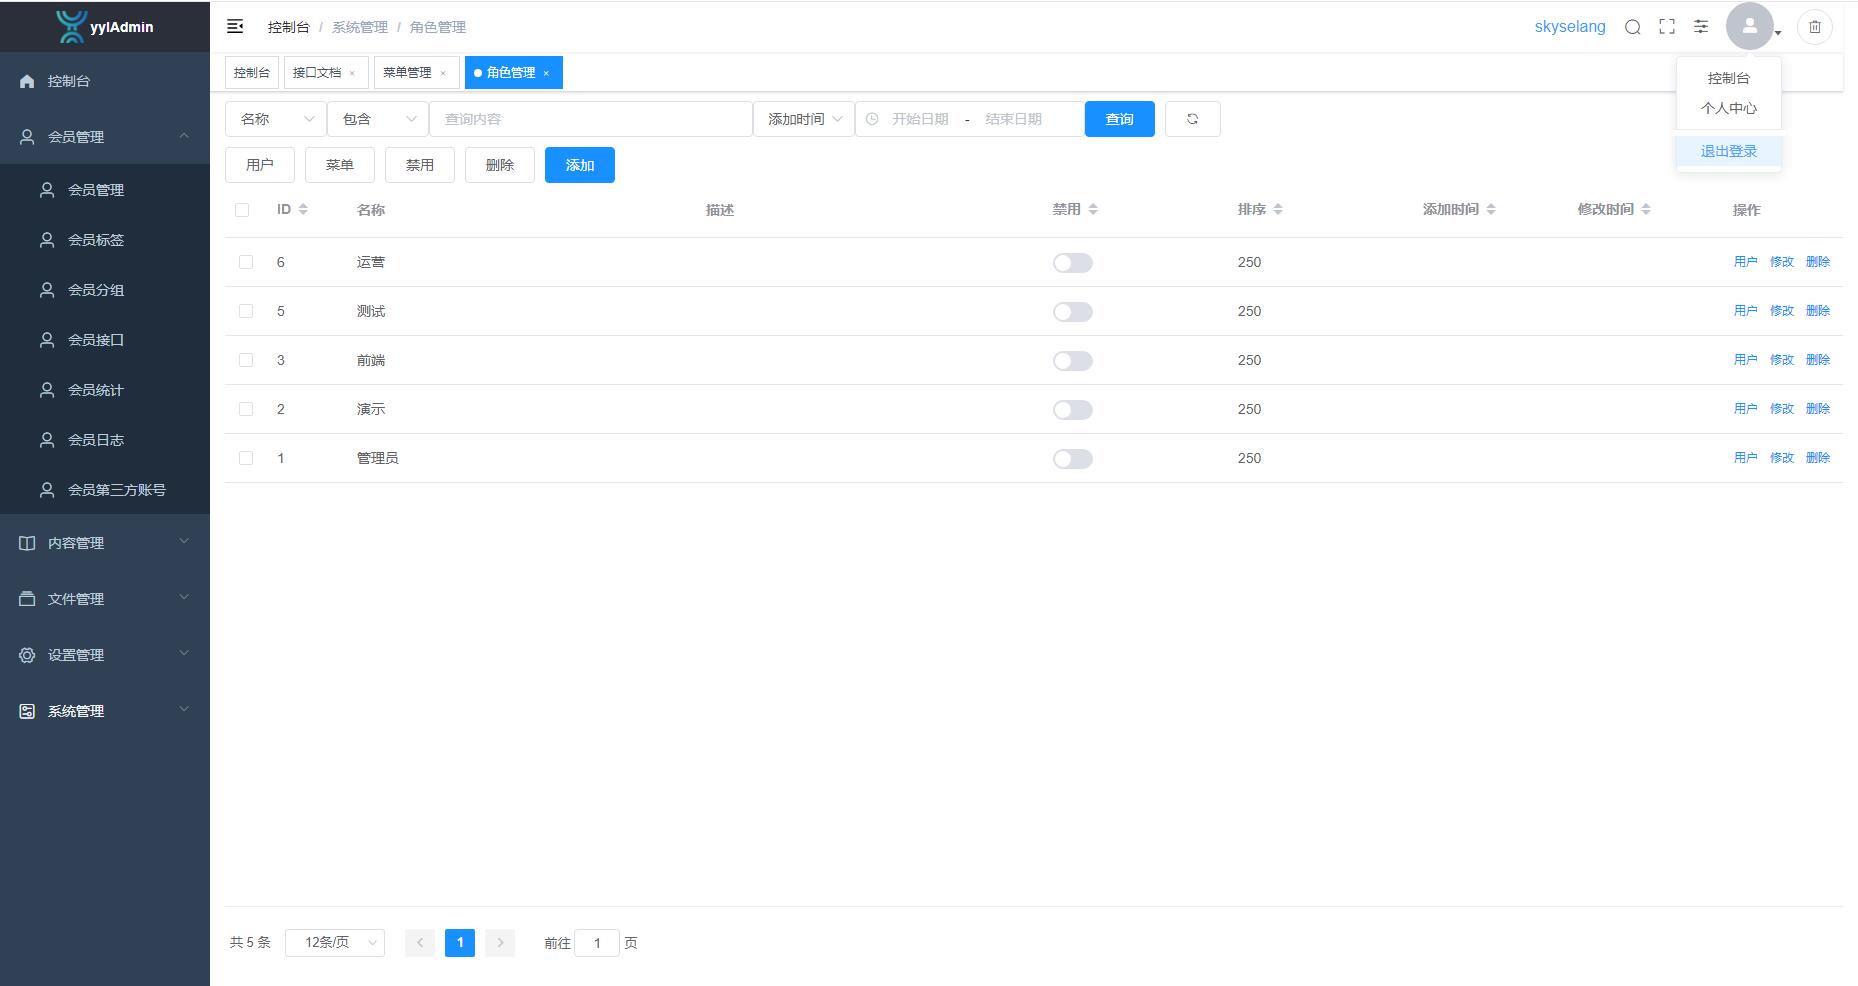 yylAdmin
控制台 / 系统管理 / 角色管理
skyselang
控制台
会员管理
会员管理
会员标签
会员分组
会员接口
会员统计
会员日志
会员第三方账号
内容管理
文件管理
设置管理
系统管理
控制台 接口文档 × 菜单管理 × 角色管理 ×
控制台
个人中心
退出登录
名称 包含 查询内容 添加时间 开始日期 - 结束日期 查询
用户 菜单 禁用 删除 添加
ID 名称 描述 禁用 排序 添加时间 修改时间 操作
6 运营 250 用户 修改 删除
5 测试 250 用户 修改 删除
3 前端 250 用户 修改 删除
2 演示 250 用户 修改 删除
1 管理员 250 用户 修改 删除
共 5 条 12条/页 1 前往 1 页